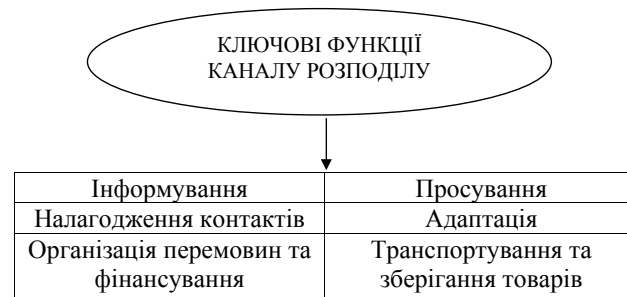 КЛЮЧОВІ ФУНКЦІЇ
КАНАЛУ РОЗПОДІЛУ
Інформування Просування
Налагодження контактів Адаптація
Організація перемовин та Транспортування та
фінансування зберігання товарів